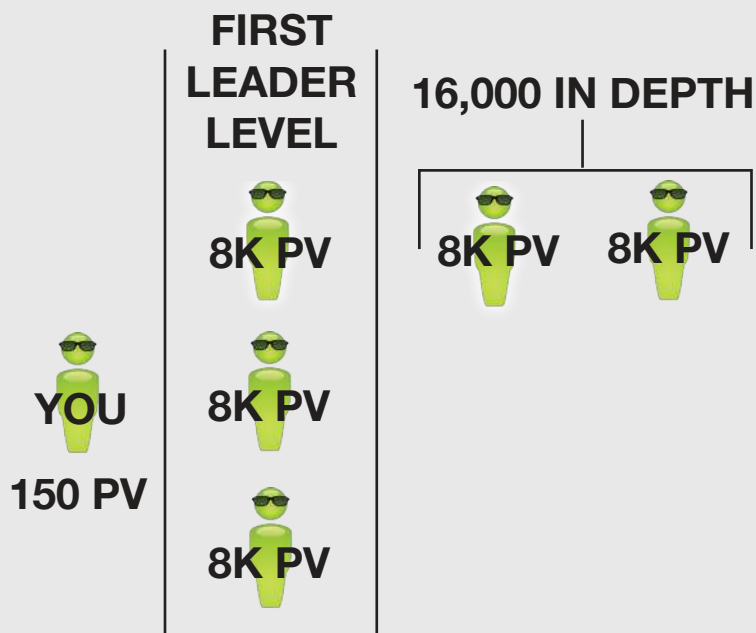 FIRST
LEADER
LEVEL
16,000 IN DEPTH
8K PV
8K PV
8K PV
YOU
8K PV
150 PV
8K PV